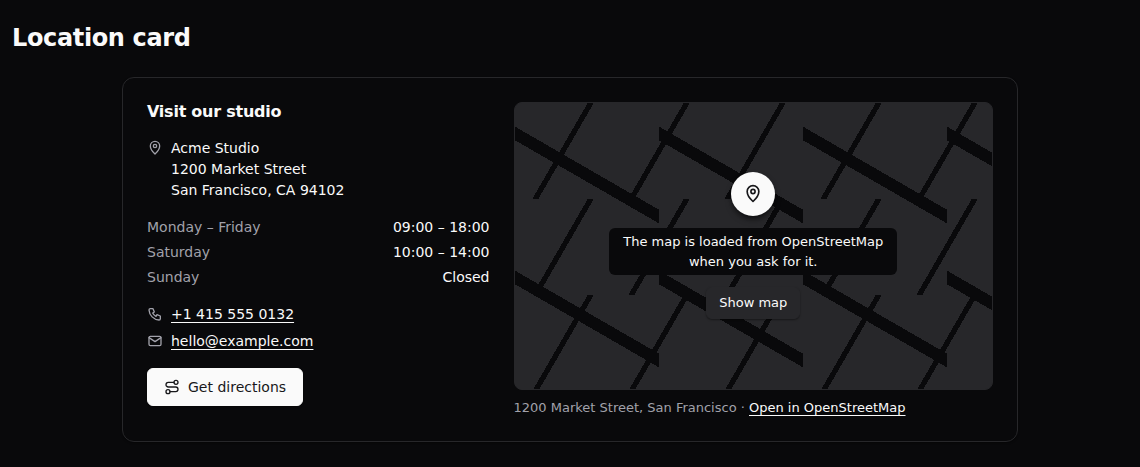 Location card
Visit our studio
Acme Studio
1200 Market Street
San Francisco, CA 94102
Monday – Friday 09:00 – 18:00
Saturday 10:00 – 14:00
Sunday Closed
+1 415 555 0132
hello@example.com
Get directions
The map is loaded from OpenStreetMap
when you ask for it.
Show map
1200 Market Street, San Francisco · Open in OpenStreetMap